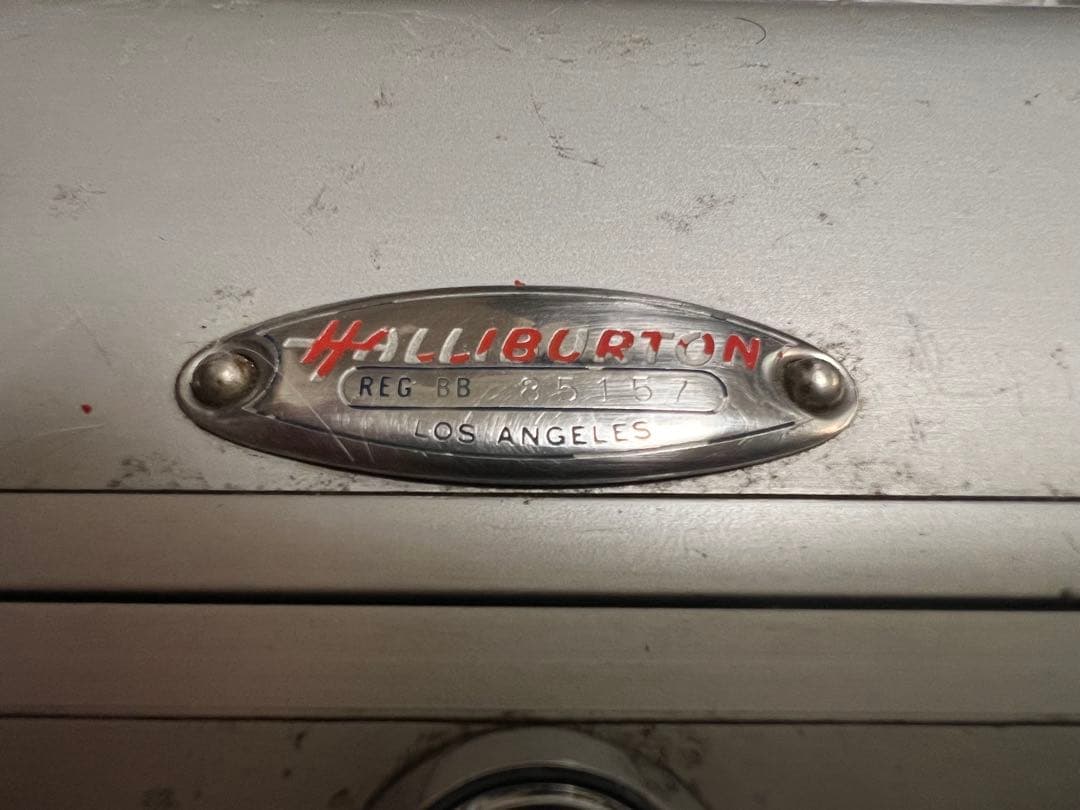 HALLIBURTON
REG BB 85157
LOS ANGELES